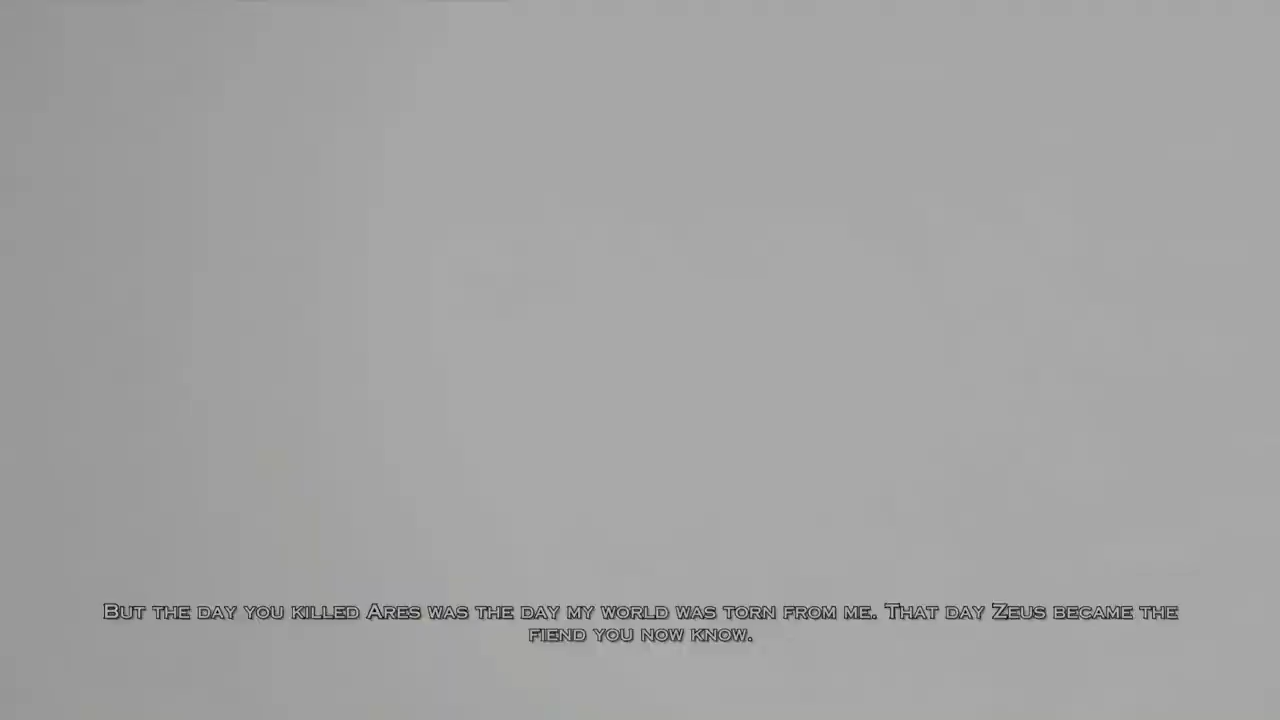 But the day you killed Ares was the day my world was torn from me. That day Zeus became the
fiend you now know.